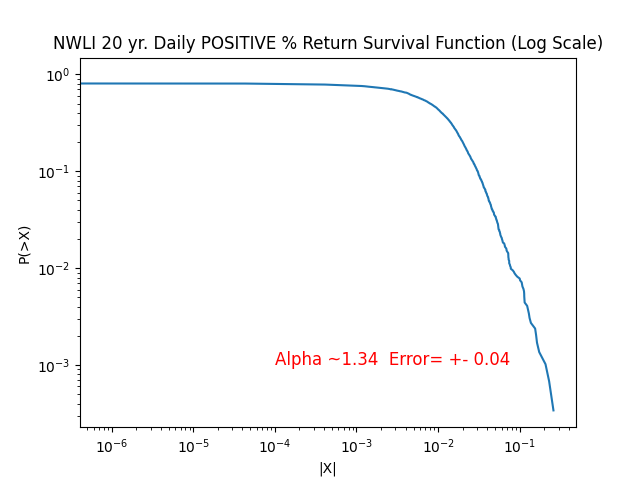 NWLI 20 yr. Daily POSITIVE % Return Survival Function (Log Scale)
10⁰
10⁻¹
10⁻²
10⁻³
P(>X)
Alpha ~1.34  Error= +- 0.04
10⁻⁶ 10⁻⁵ 10⁻⁴ 10⁻³ 10⁻² 10⁻¹
|X|